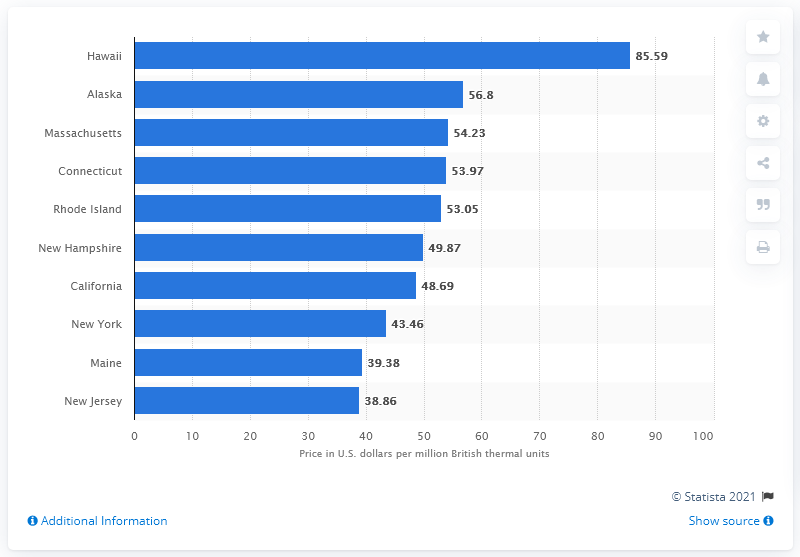 Hawaii 85.59
Alaska 56.8
Massachusetts 54.23
Connecticut 53.97
Rhode Island 53.05
New Hampshire 49.87
California 48.69
New York 43.46
Maine 39.38
New Jersey 38.86
0 10 20 30 40 50 60 70 80 90 100
Price in U.S. dollars per million British thermal units
© Statista 2021
Additional Information Show source